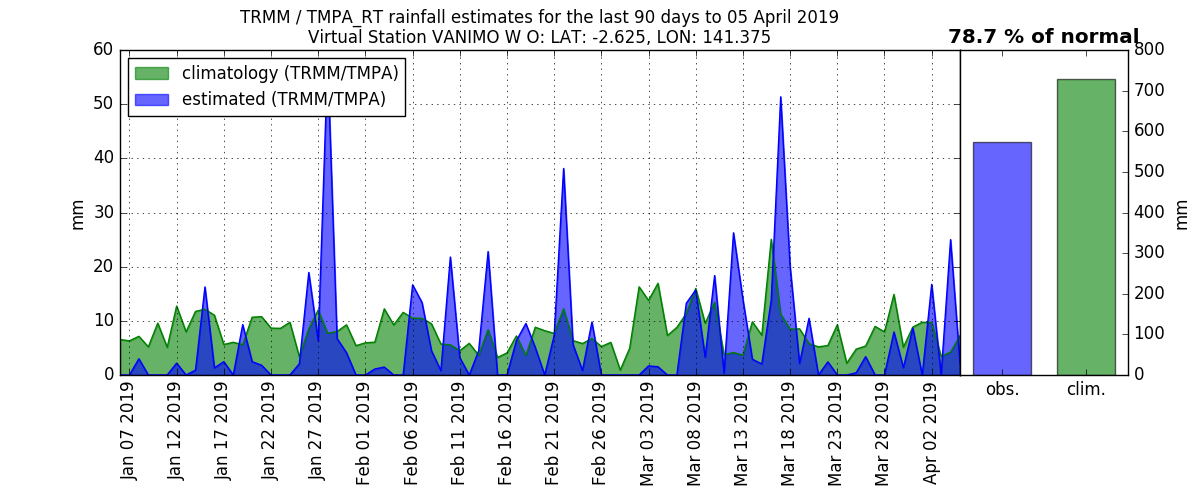 TRMM / TMPA_RT rainfall estimates for the last 90 days to 05 April 2019
Virtual Station VANIMO W O: LAT: -2.625, LON: 141.375
78.7 % of normal
climatology (TRMM/TMPA)
estimated (TRMM/TMPA)
60
50
40
30
20
10
0
mm
Jan 07 2019
Jan 12 2019
Jan 17 2019
Jan 22 2019
Jan 27 2019
Feb 01 2019
Feb 06 2019
Feb 11 2019
Feb 16 2019
Feb 21 2019
Feb 26 2019
Mar 03 2019
Mar 08 2019
Mar 13 2019
Mar 18 2019
Mar 23 2019
Mar 28 2019
Apr 02 2019
obs.
clim.
800
700
600
500
400
300
200
100
0
mm